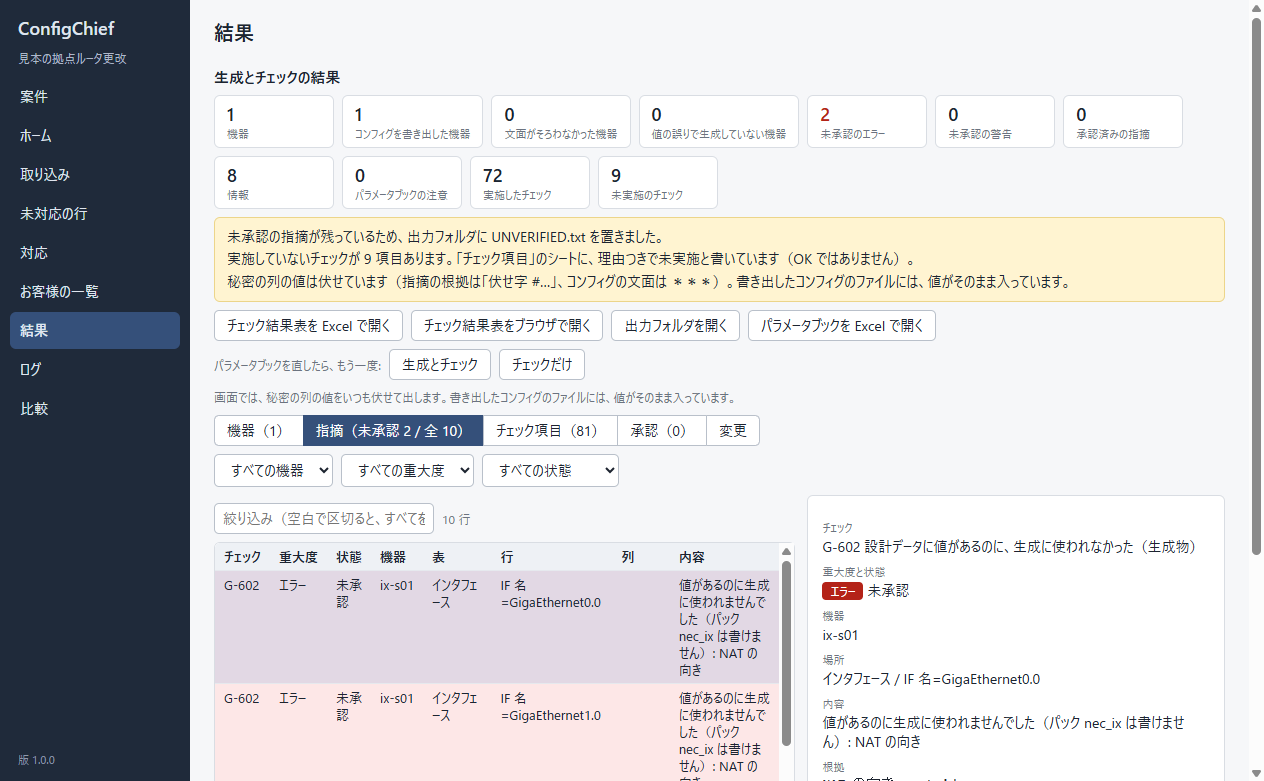 ConfigChief
見本の拠点ルータ更改
案件
ホーム
取り込み
未対応の行
対応
お客様の一覧
結果
ログ
比較
版 1.0.0
結果
生成とチェックの結果
1
機器
1
コンフィグを書き出した機器
0
文面がそろわなかった機器
0
値の誤りで生成していない機器
2
未承認のエラー
0
未承認の警告
0
承認済みの指摘
8
情報
0
パラメータブックの注意
72
実施したチェック
9
未実施のチェック
未承認の指摘が残っているため、出力フォルダに UNVERIFIED.txt を置きました。
実施していないチェックが 9 項目あります。「チェック項目」のシートに、理由つきで未実施と書いています（OK ではありません）。
秘密の列の値は伏せています（指摘の根拠は「伏せ字 #…」、コンフィグの文面は ＊＊＊）。書き出したコンフィグのファイルには、値がそのまま入っています。
チェック結果表を Excel で開く
チェック結果表をブラウザで開く
出力フォルダを開く
パラメータブックを Excel で開く
パラメータブックを直したら、もう一度:
生成とチェック
チェックだけ
画面では、秘密の列の値をいつも伏せて出します。書き出したコンフィグのファイルには、値がそのまま入っています。
機器（1）
指摘（未承認 2 / 全 10）
チェック項目（81）
承認（0）
変更
すべての機器
すべての重大度
すべての状態
絞り込み（空白で区切ると、すべてを
10 行
チェック 重大度 状態 機器 表 行 列 内容
G-602 エラー 未承 ix-s01 インタフェ IF 名 値があるのに生成
認 ース =GigaEthernet0.0 に使われませんで
した（パック
nec_ix は書けま
せん）: NAT の
向き
G-602 エラー 未承 ix-s01 インタフェ IF 名 値があるのに生成
認 ース =GigaEthernet1.0 に使われませんで
した（パック
nec_ix は書けま
せん）: NAT の
チェック
G-602 設計データに値があるのに、生成に使われなかった（生成物）
重大度と状態
エラー 未承認
機器
ix-s01
場所
インタフェース / IF 名=GigaEthernet0.0
内容
値があるのに生成に使われませんでした（パック nec_ix は書けませ
ん）: NAT の向き
根拠